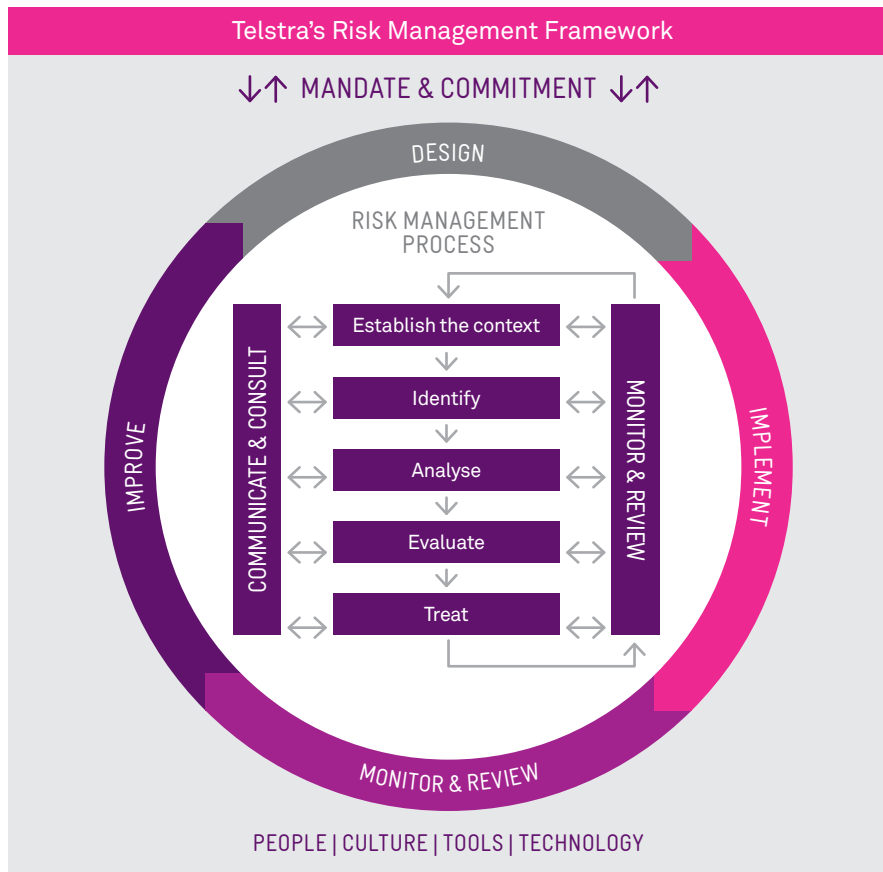 Telstra’s Risk Management Framework
MANDATE & COMMITMENT
DESIGN
RISK MANAGEMENT
PROCESS
Establish the context
Identify
Analyse
Evaluate
Treat
COMMUNICATE & CONSULT
MONITOR & REVIEW
IMPROVE
IMPLEMENT
MONITOR & REVIEW
PEOPLE | CULTURE | TOOLS | TECHNOLOGY